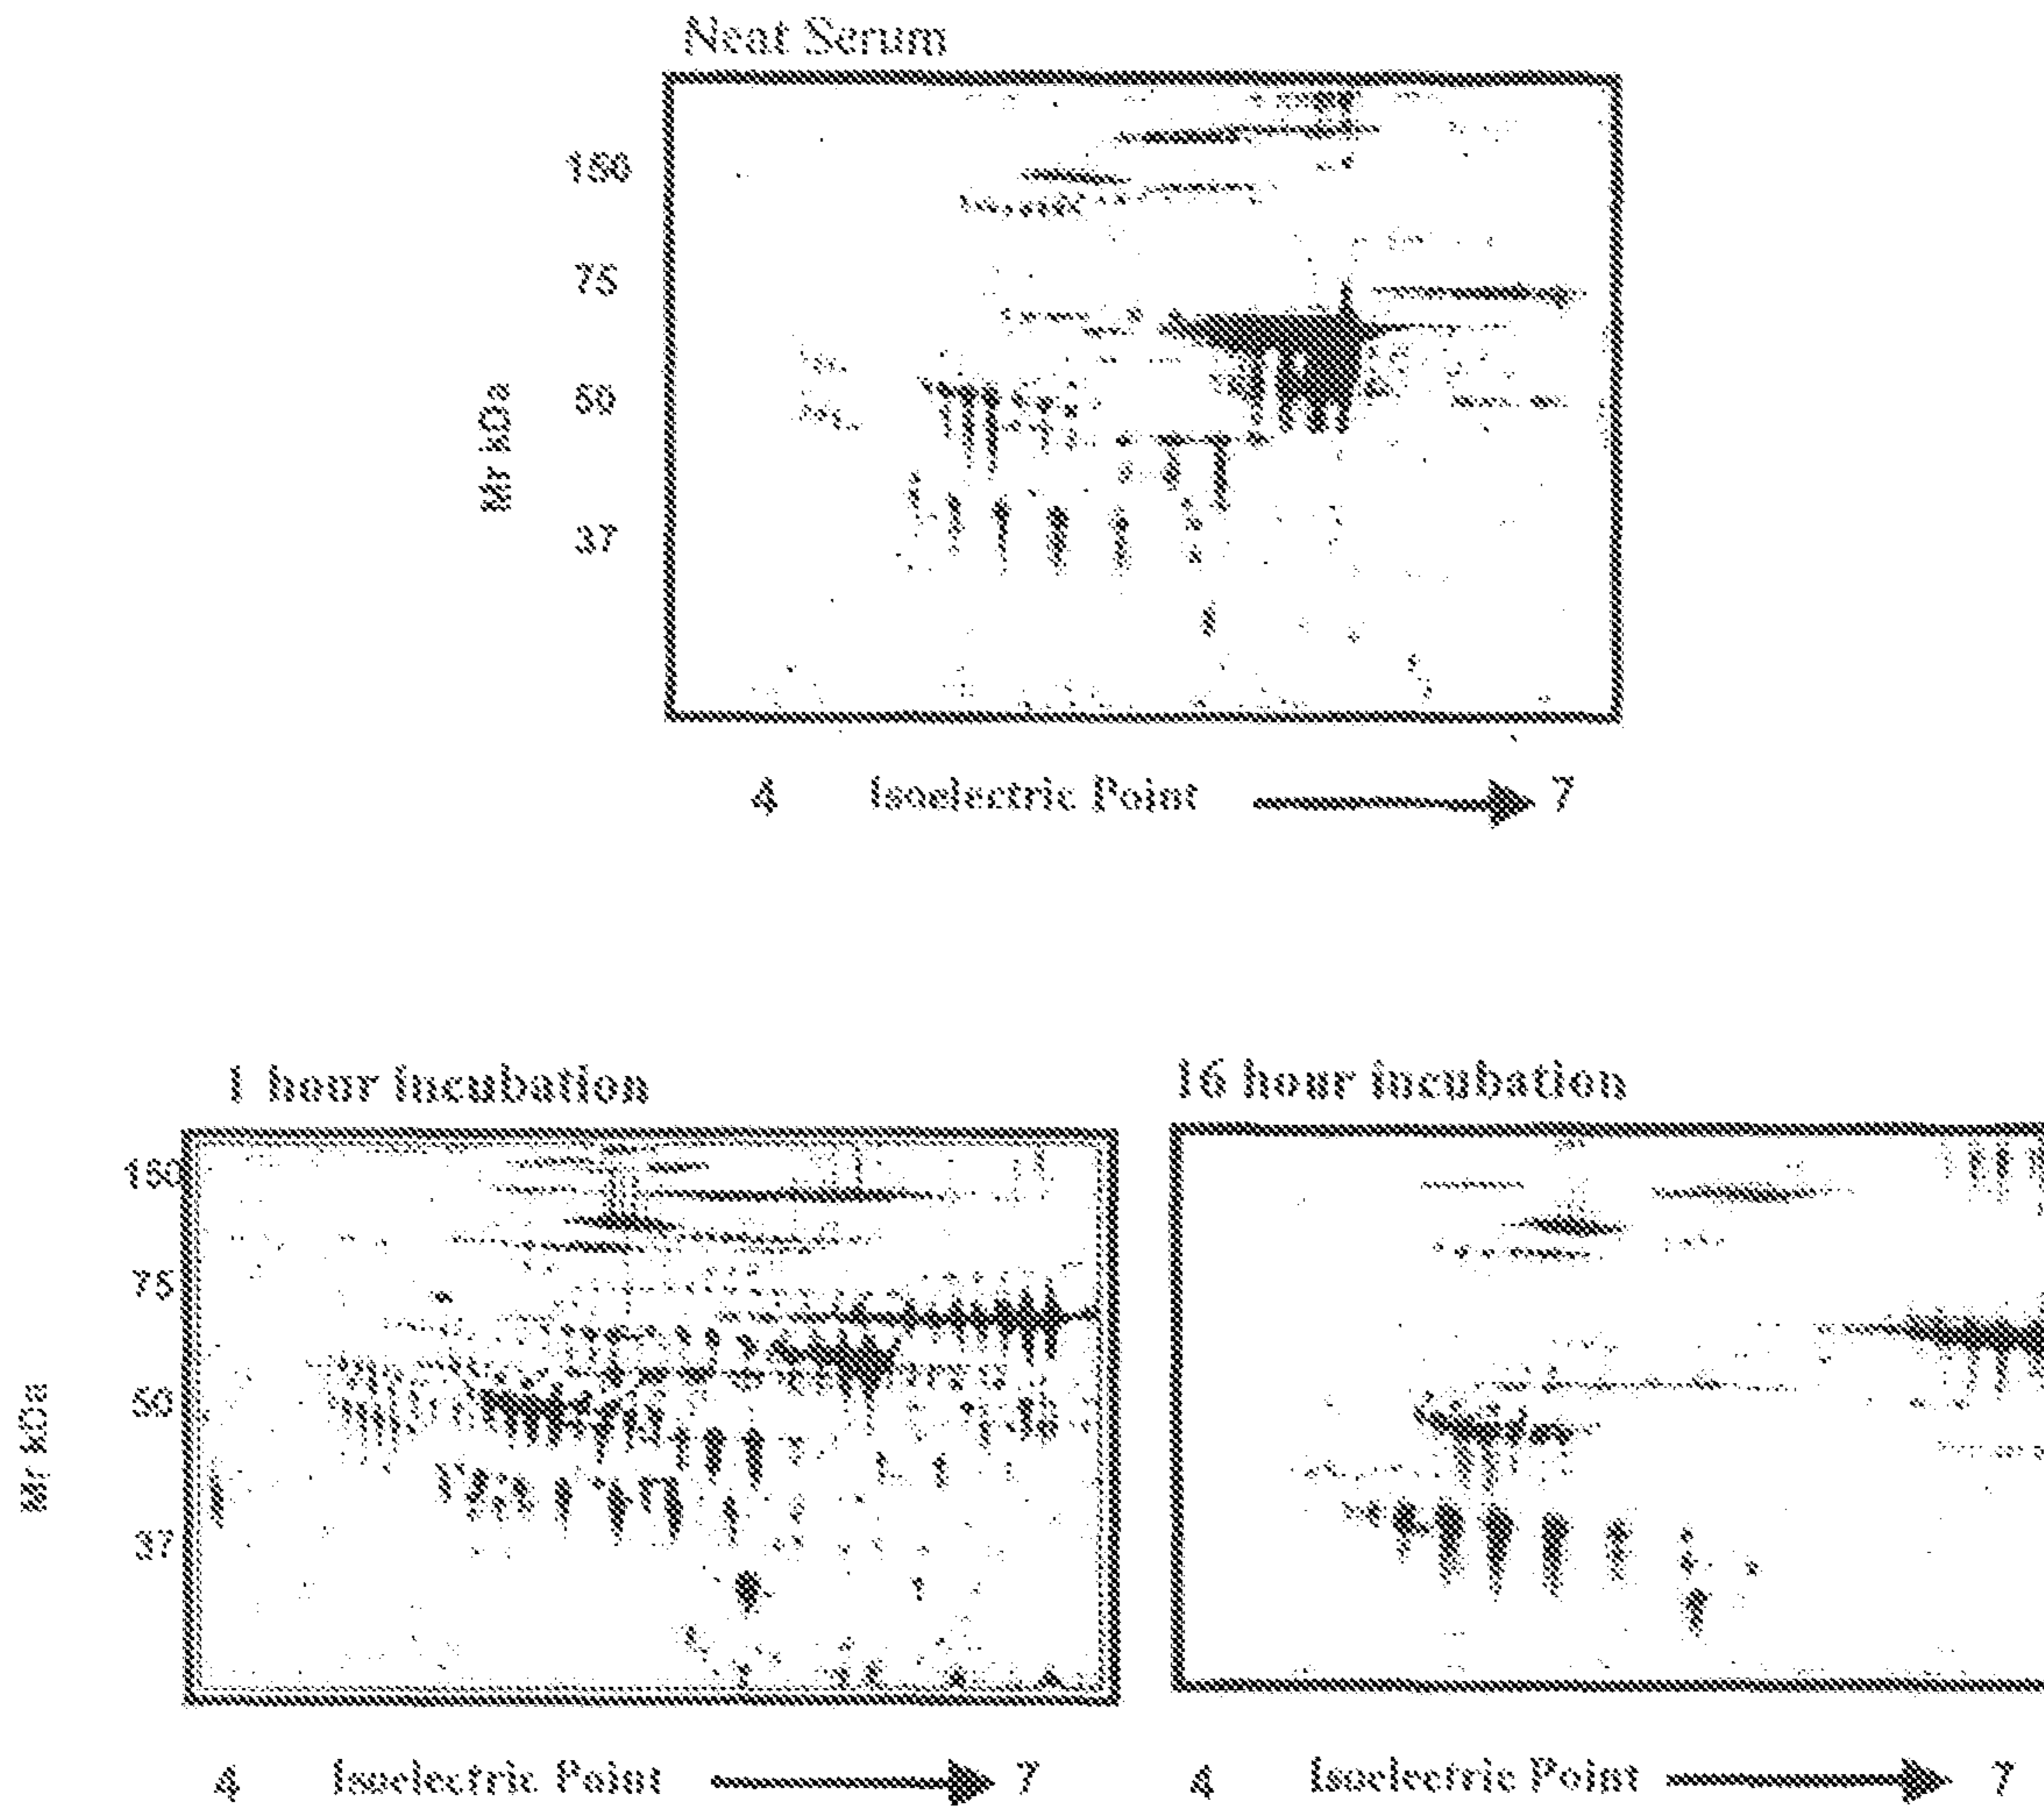 Neat Serum
150
75
50
37
Mr kDa
4 Isoelectric Point 7
1 hour incubation
16 hour incubation
150
75
50
37
Mr kDa
4 Isoelectric Point 7
4 Isoelectric Point 7